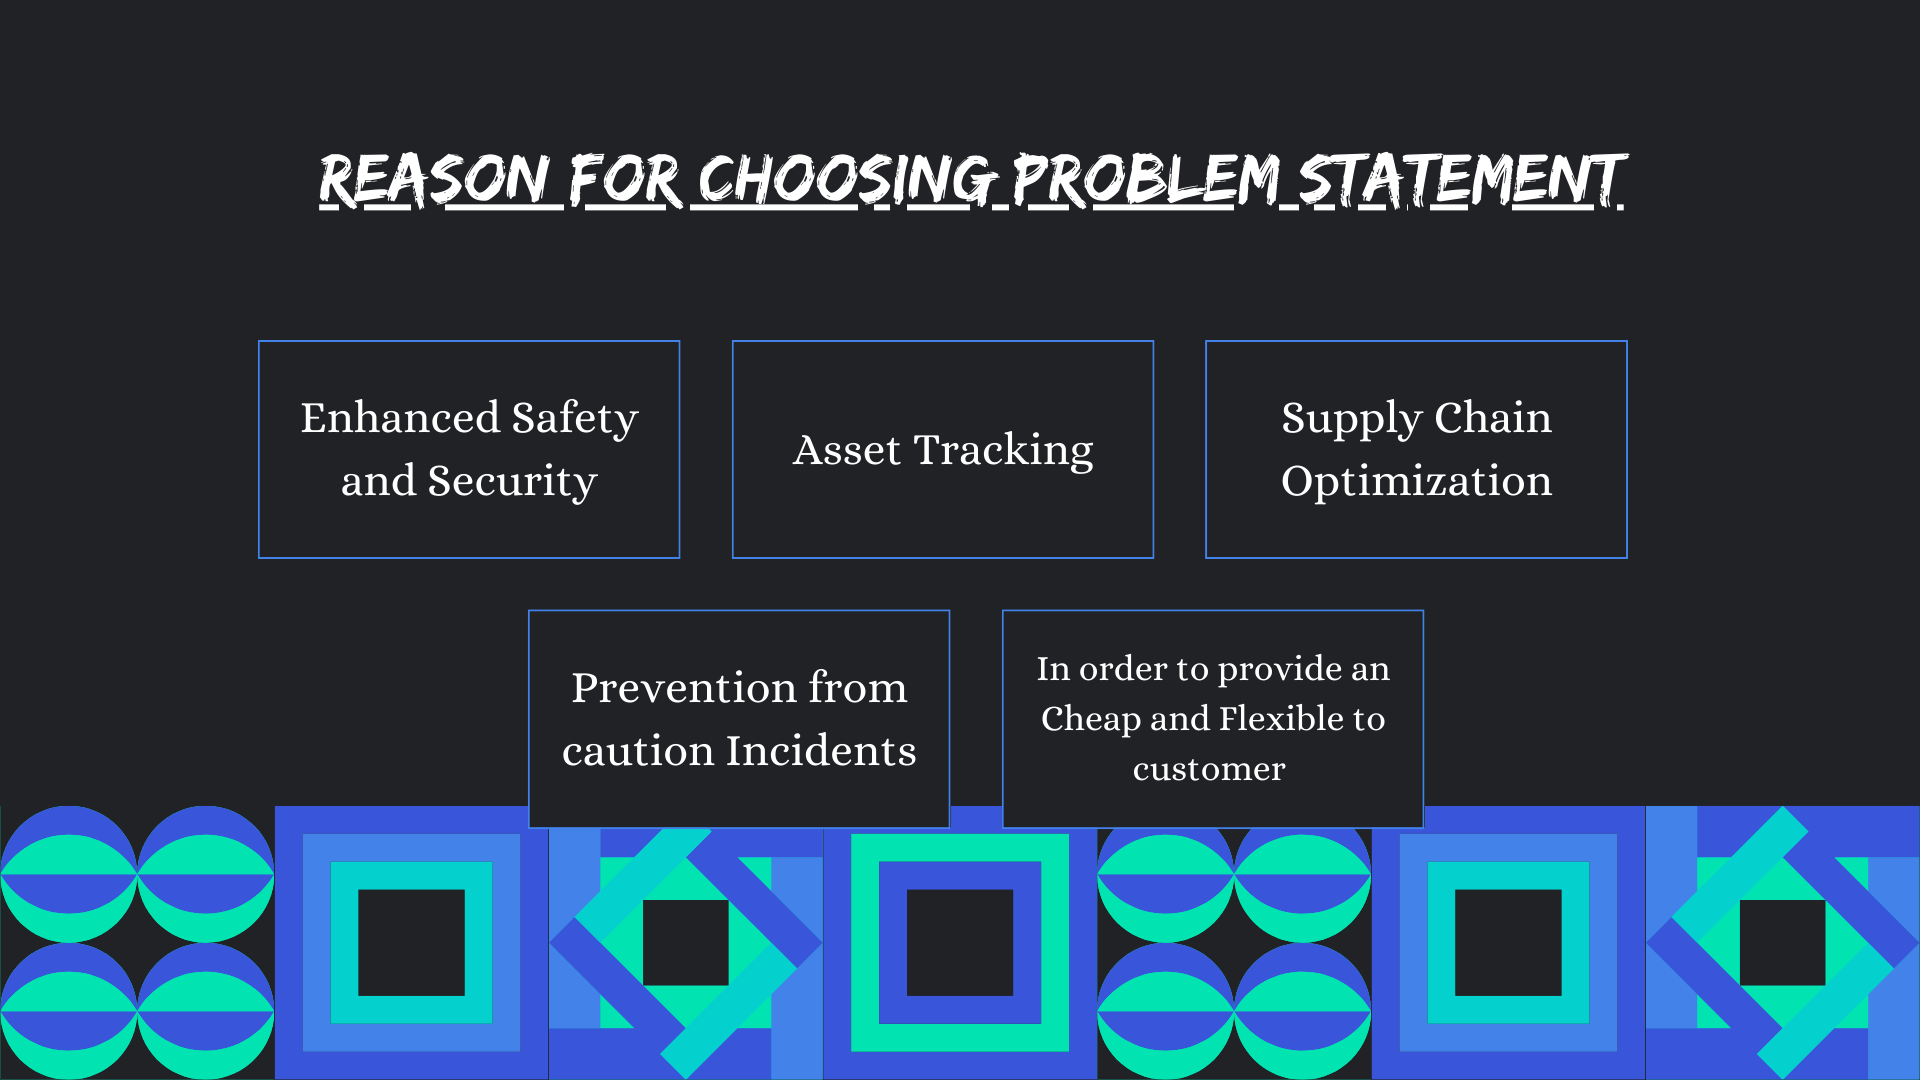 REASON FOR CHOOSING PROBLEM STATEMENT
Enhanced Safety
and Security
Asset Tracking
Supply Chain
Optimization
Prevention from
caution Incidents
In order to provide an
Cheap and Flexible to
customer